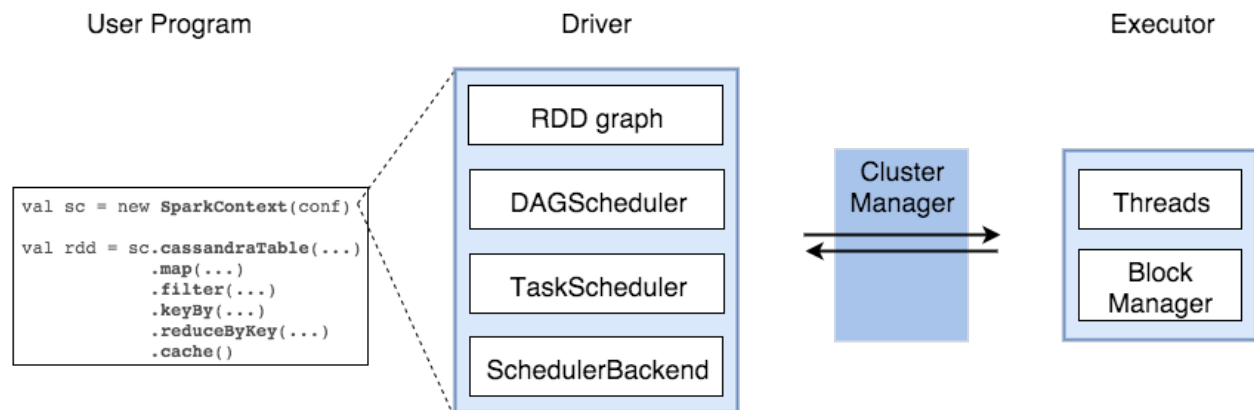 User Program
Driver
Executor
val sc = new SparkContext(conf)
val rdd = sc.cassandraTable(...)
.map(...)
.filter(...)
.keyBy(...)
.reduceByKey(...)
.cache()
RDD graph
DAGScheduler
TaskScheduler
SchedulerBackend
Cluster
Manager
Threads
Block
Manager